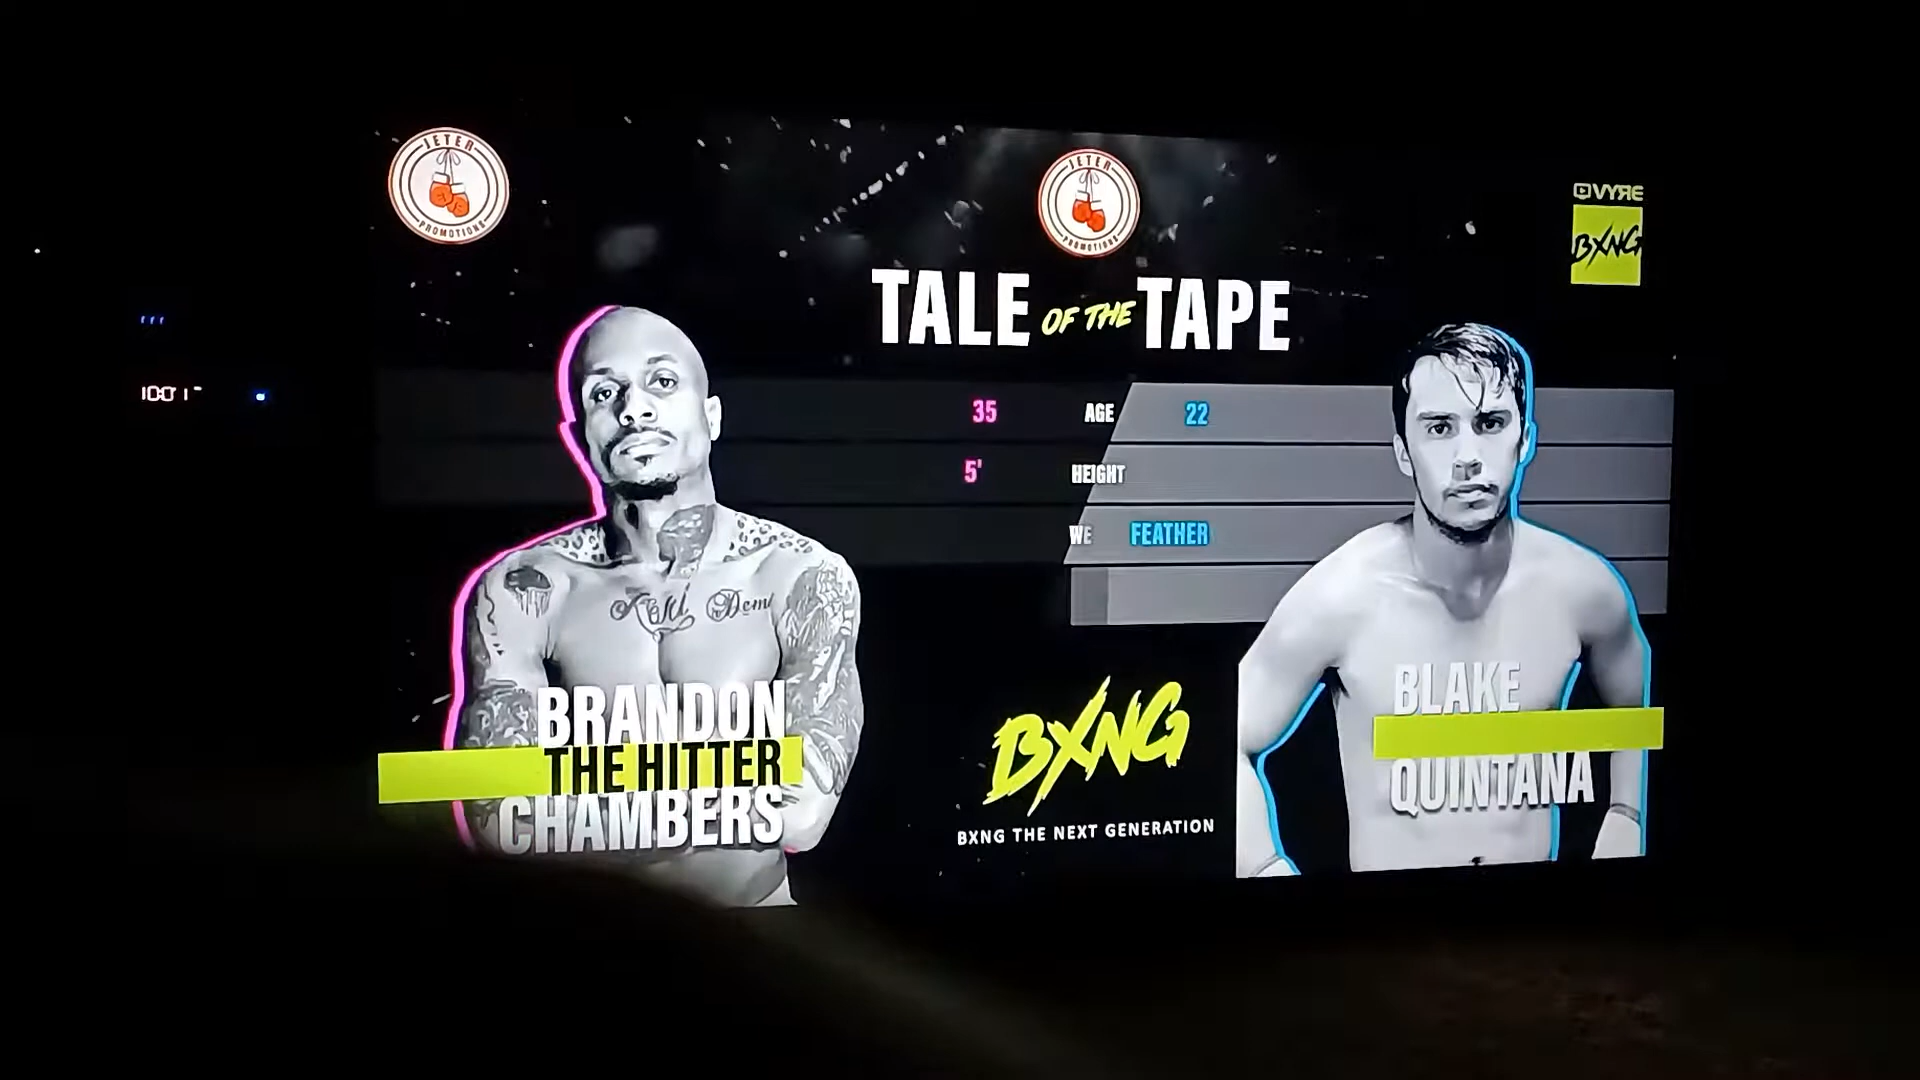 JETER
PROMOTIONS
JETER
PROMOTIONS
VYRE
BXNG
TALE OF THE TAPE
35 AGE 22
5' HEIGHT
WE FEATHER
BRANDON
THE HITTER
CHAMBERS
BLAKE
QUINTANA
BXNG
BXNG THE NEXT GENERATION